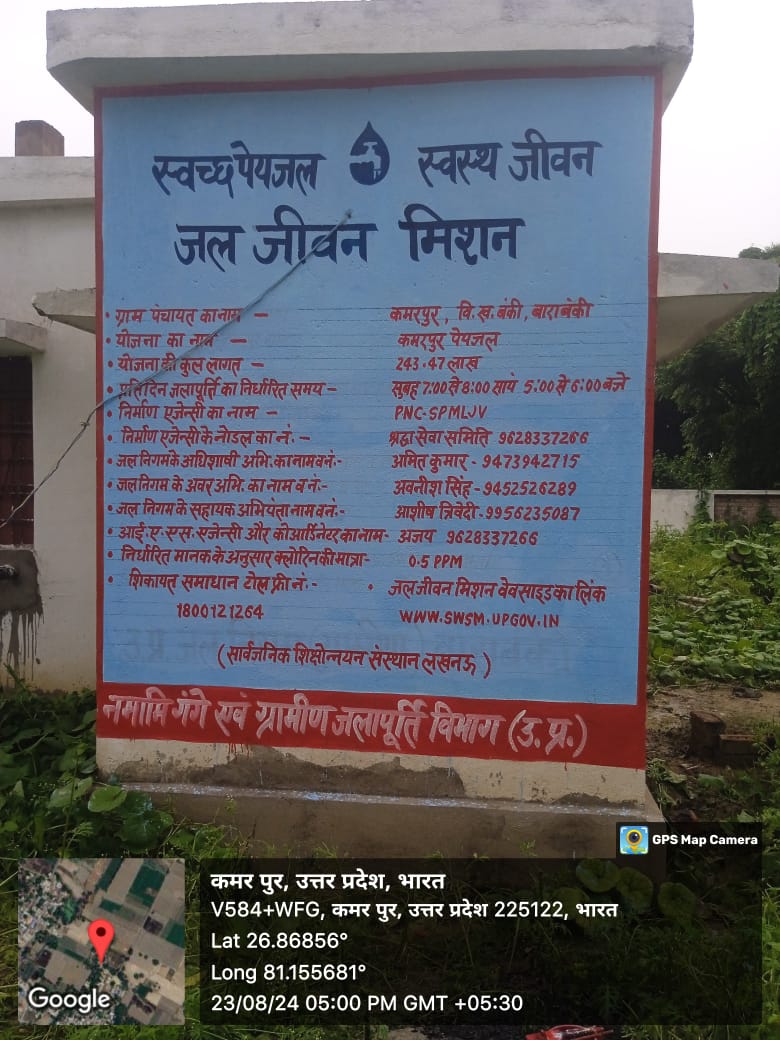 स्वच्छ पेयजल स्वस्थ जीवन
जल जीवन मिशन
• ग्राम पंचायत का नाम — कमरपुर, वि.ख. बंकी, बाराबंकी
• योजना का नाम — कमरपुर पेयजल
• योजना की कुल लागत — 243.47 लाख
• प्रतिदिन जलापूर्ति का निर्धारित समय — सुबह 7:00 से 8:00 सायं 5:00 से 6:00 बजे
• निर्माण एजेन्सी का नाम — PNC-SPMLJV
• निर्माण एजेन्सी के नोडल का नं. — श्रद्धा सेवा समिति 9628337266
• जल निगम के अधिशाषी अभि. का नाम व नं:- अमित कुमार - 9473942715
• जल निगम के अवर अभि. का नाम व नं:- अवनीश सिंह - 9452526289
• जल निगम के सहायक अभियंता नाम व नं:- आशीष त्रिवेदी - 9956235087
• आई.ए.एस. एजेन्सी और कोआर्डिनेटर का नाम- अजय 9628337266
• निर्धारित मानक के अनुसार क्लोरिन की मात्रा- 0.5 PPM
• शिकायत समाधान टोल फ्री नं.- • जल जीवन मिशन वेवसाइड का लिंक
1800121264 WWW.SWSM.UPGOV.IN
(सार्वजनिक शिक्षोन्नयन संस्थान लखनऊ)
नमामि गंगे एवं ग्रामीण जलापूर्ति विभाग (उ.प्र.)
GPS Map Camera
कमर पुर, उत्तर प्रदेश, भारत
V584+WFG, कमर पुर, उत्तर प्रदेश 225122, भारत
Lat 26.86856°
Long 81.155681°
23/08/24 05:00 PM GMT +05:30
Google